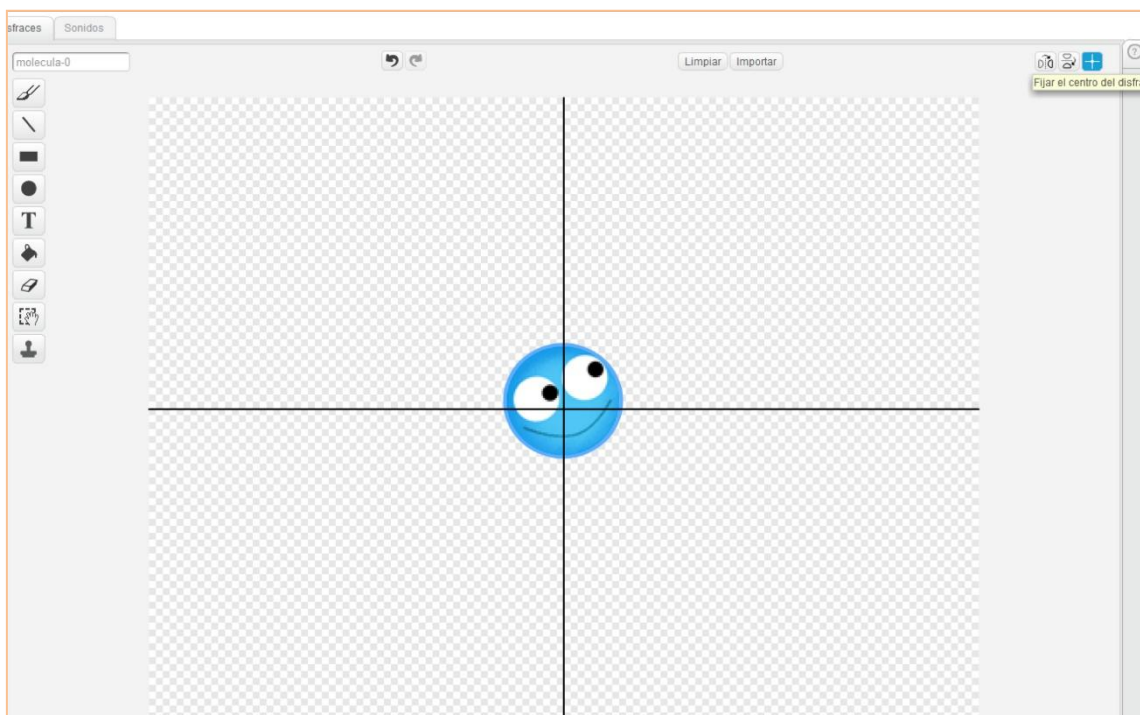 sfraces Sonidos
molecula-0 Limpiar Importar
Fijar el centro del disfra
T